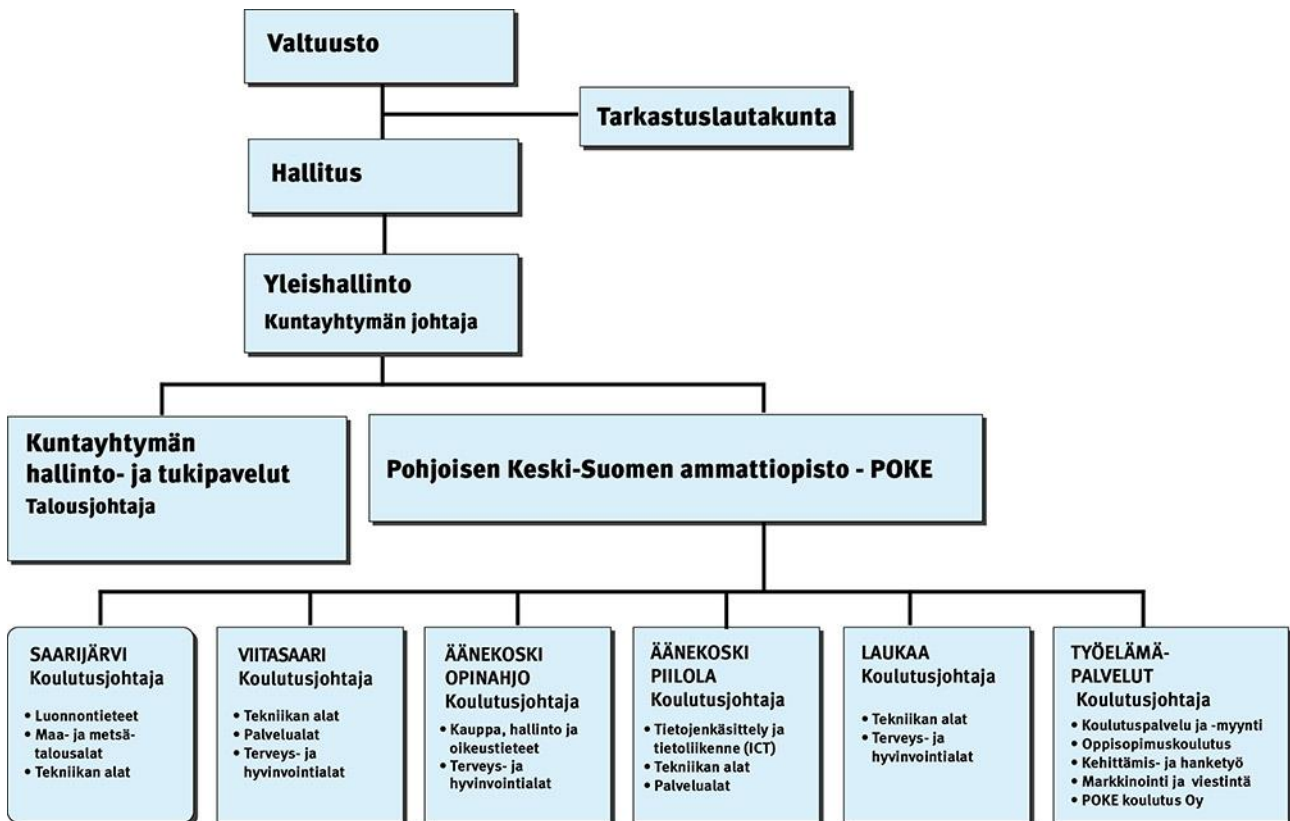 Valtuusto
Tarkastuslautakunta
Hallitus
Yleishallinto
Kuntayhtymän johtaja
Kuntayhtymän
hallinto- ja tukipavelut
Talousjohtaja
Pohjoisen Keski-Suomen ammattiopisto - POKE
SAARIJÄRVI
Koulutusjohtaja
• Luonnontieteet
• Maa- ja metsä-
talousalat
• Tekniikan alat
VIITASAARI
Koulutusjohtaja
• Tekniikan alat
• Palvelualat
• Terveys- ja
hyvinvointialat
ÄÄNEKOSKI
OPINAHJO
Koulutusjohtaja
• Kauppa, hallinto ja
oikeustieteet
• Terveys- ja
hyvinvointialat
ÄÄNEKOSKI
PIILOLA
Koulutusjohtaja
• Tietojenkäsittely ja
tietoliikenne (ICT)
• Tekniikan alat
• Palvelualat
LAUKAA
Koulutusjohtaja
• Tekniikan alat
• Terveys- ja
hyvinvointialat
TYÖELÄMÄ-
PALVELUT
Koulutusjohtaja
• Koulutuspalvelu ja -myynti
• Oppisopimuskoulutus
• Kehittämis- ja hanketyö
• Markkinointi ja viestintä
• POKE koulutus Oy